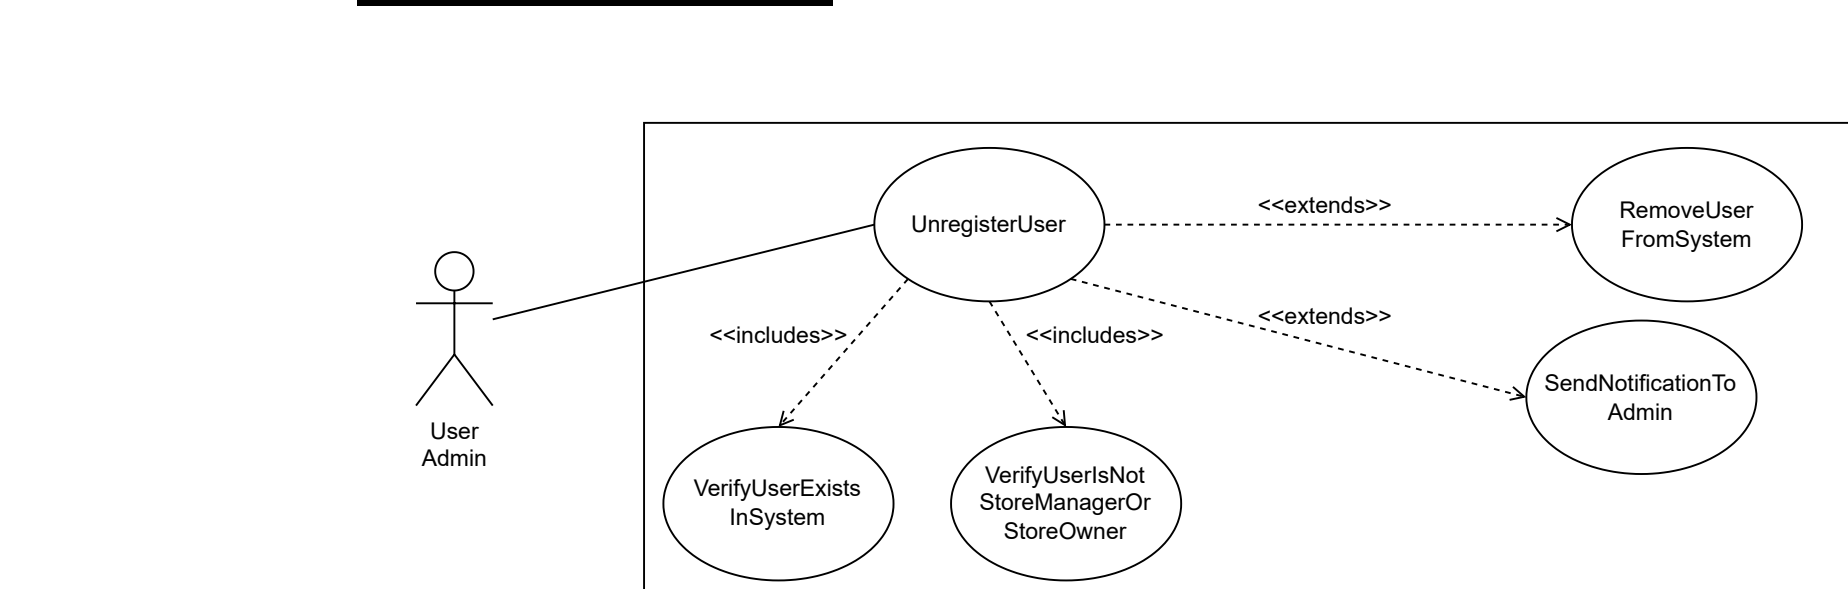 UnregisterUser
<<extends>>
RemoveUser
FromSystem
<<includes>>
<<includes>>
<<extends>>
SendNotificationTo
Admin
User
Admin
VerifyUserExists
InSystem
VerifyUserIsNot
StoreManagerOr
StoreOwner